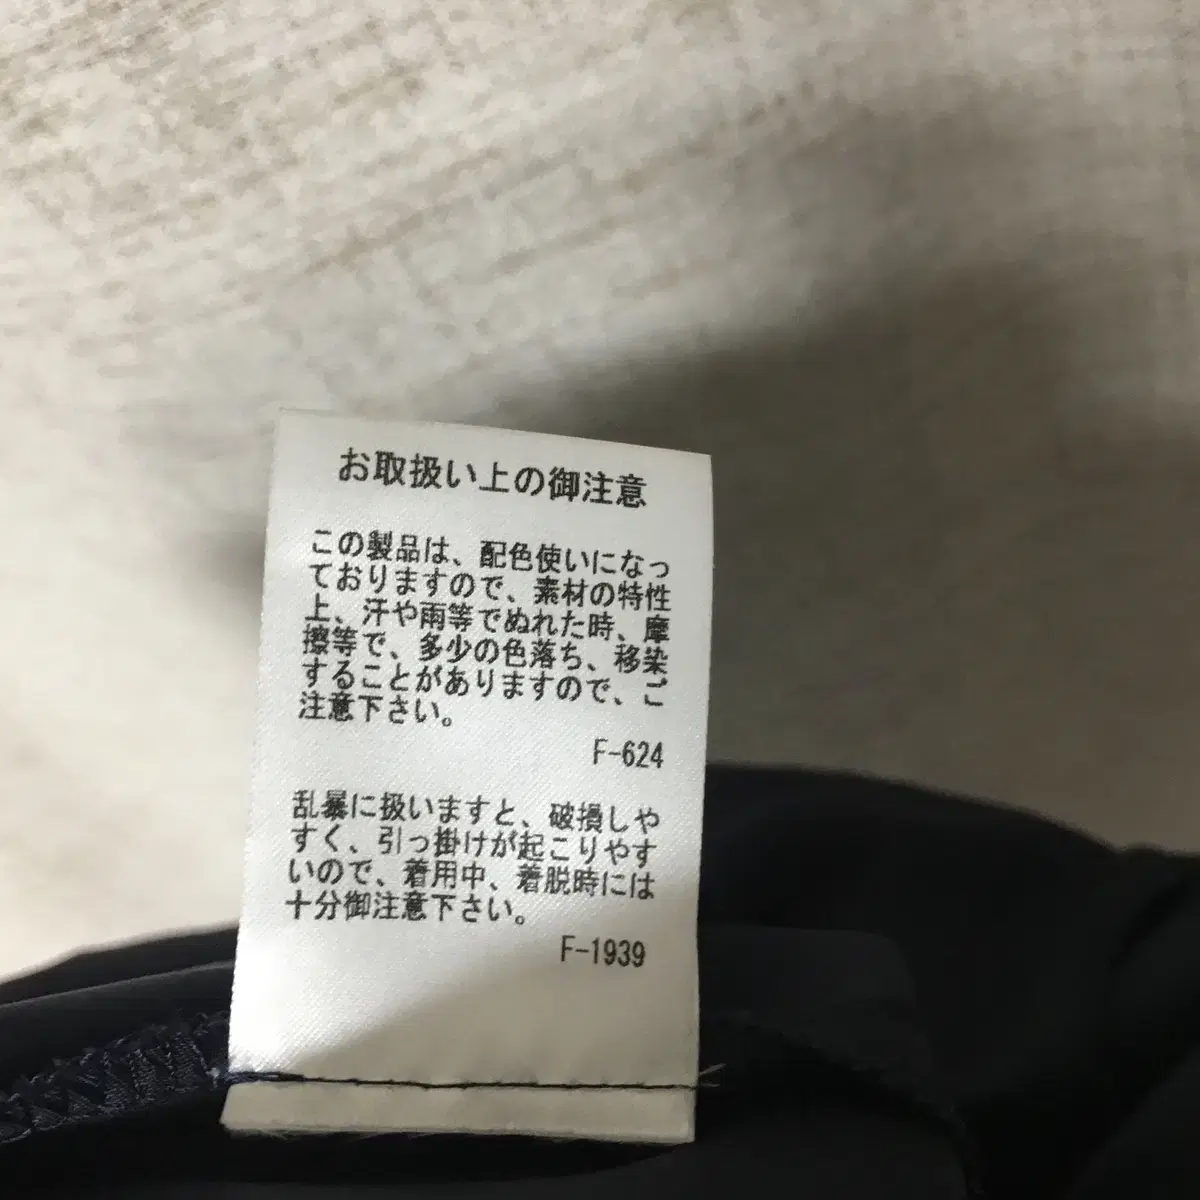 お取扱い上の御注意
この製品は、配色使いになっ
ておりますので、素材の特性
上、汗や雨等でぬれた時、摩
擦等で、多少の色落ち、移染
することがありますので、ご
注意下さい。
F-624
乱暴に扱いますと、破損しや
すく、引っ掛けが起こりやす
いので、着用中、着脱時には
十分御注意下さい。
F-1939